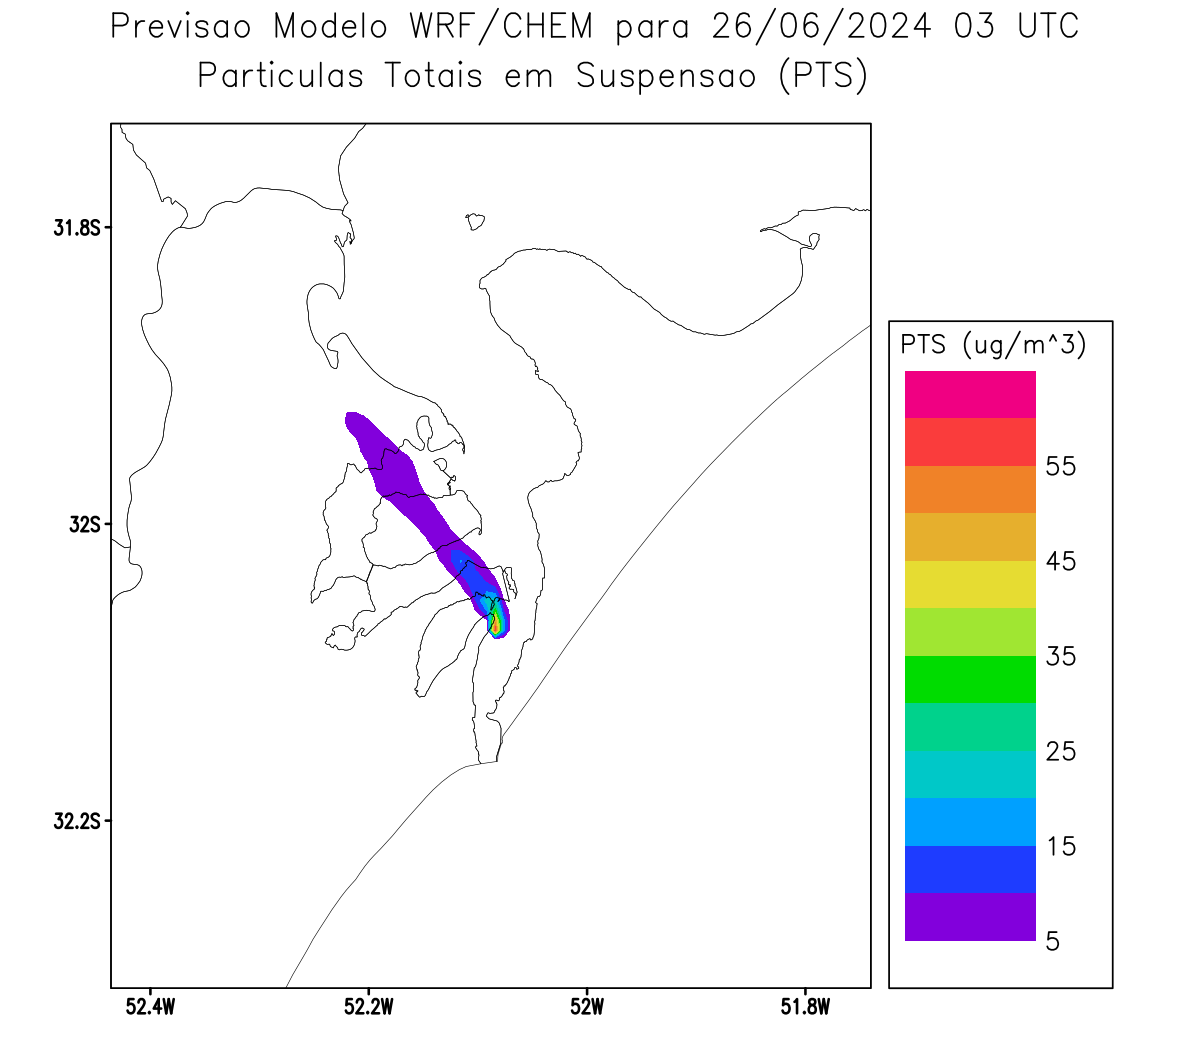 Previsao Modelo WRF/CHEM para 26/06/2024 03 UTC
Particulas Totais em Suspensao (PTS)
31.8S
32S
32.2S
52.4W
52.2W
52W
51.8W
PTS (ug/m^3)
55
45
35
25
15
5